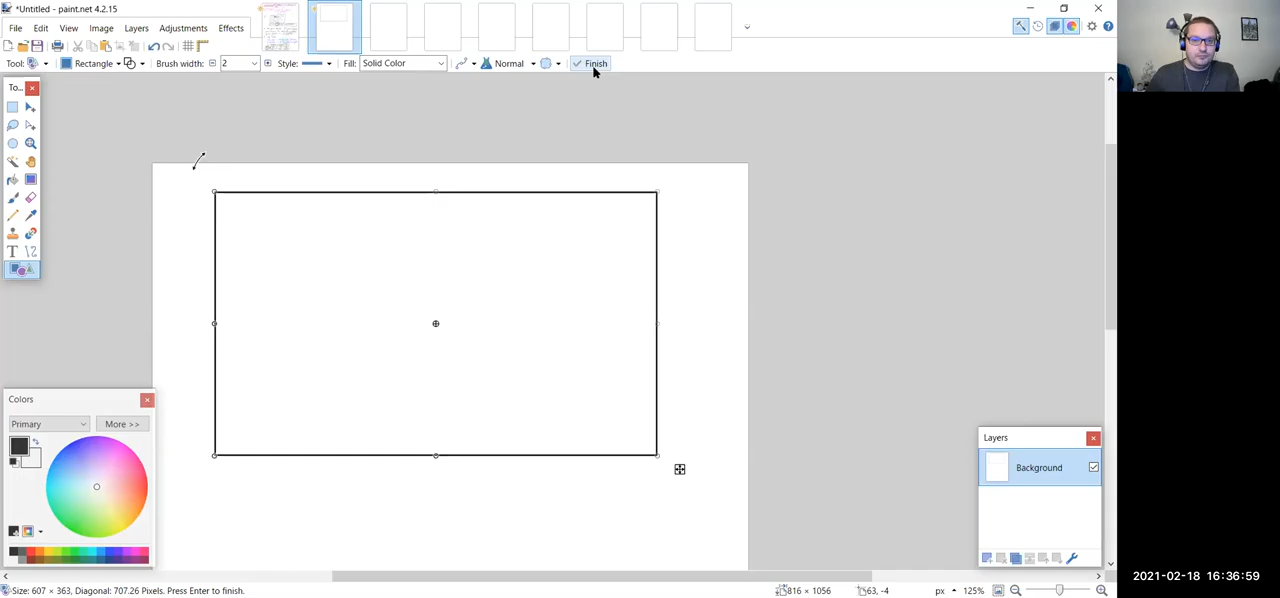 *Untitled - paint.net 4.2.15
File Edit View Image Layers Adjustments Effects
Tool: Rectangle Brush width: 2 Style: Fill: Solid Color Normal Finish
To...
Colors
Primary More >>
Layers
Background
Size: 607 × 363, Diagonal: 707.26 Pixels. Press Enter to finish. 816 × 1056 63, -4 px 125%
2021-02-18 16:36:59